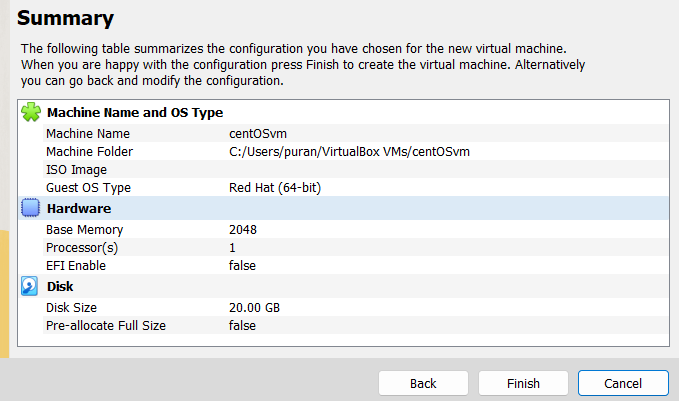 Summary
The following table summarizes the configuration you have chosen for the new virtual machine.
When you are happy with the configuration press Finish to create the virtual machine. Alternatively
you can go back and modify the configuration.
Machine Name and OS Type
Machine Name centOSvm
Machine Folder C:/Users/puran/VirtualBox VMs/centOSvm
ISO Image
Guest OS Type Red Hat (64-bit)
Hardware
Base Memory 2048
Processor(s) 1
EFI Enable false
Disk
Disk Size 20.00 GB
Pre-allocate Full Size false
Back Finish Cancel